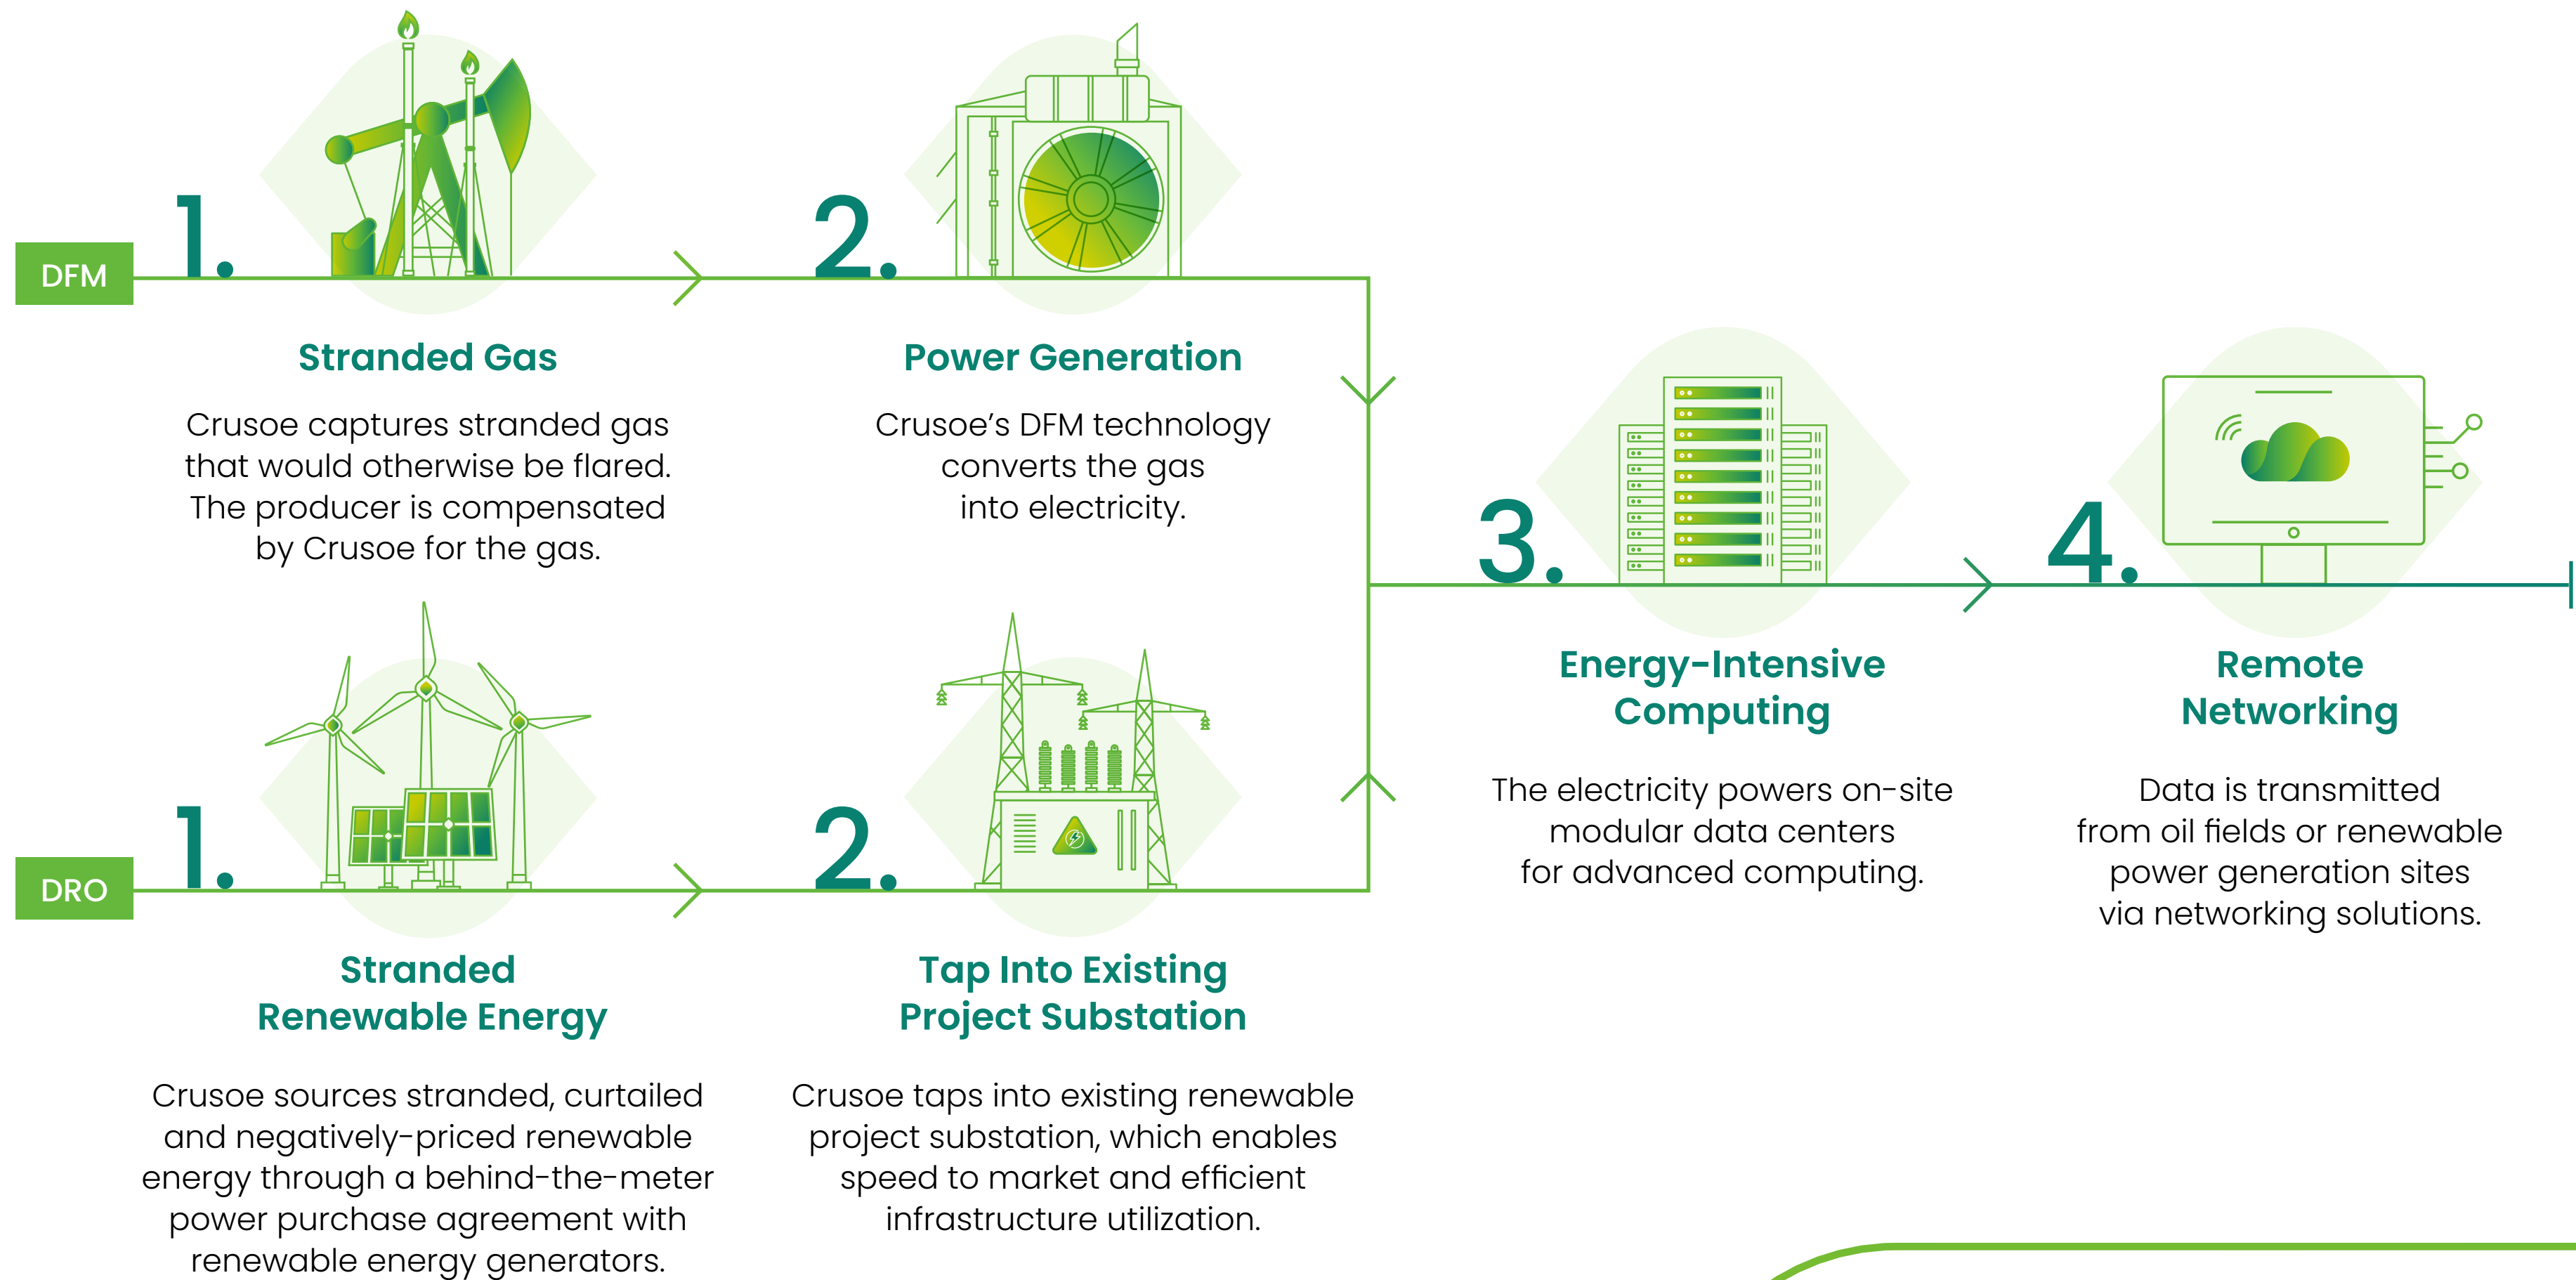 DFM
1.
Stranded Gas
Crusoe captures stranded gas
that would otherwise be flared.
The producer is compensated
by Crusoe for the gas.
2.
Power Generation
Crusoe’s DFM technology
converts the gas
into electricity.
DRO
1.
Stranded
Renewable Energy
Crusoe sources stranded, curtailed
and negatively-priced renewable
energy through a behind-the-meter
power purchase agreement with
renewable energy generators.
2.
Tap Into Existing
Project Substation
Crusoe taps into existing renewable
project substation, which enables
speed to market and efficient
infrastructure utilization.
3.
Energy-Intensive
Computing
The electricity powers on-site
modular data centers
for advanced computing.
4.
Remote
Networking
Data is transmitted
from oil fields or renewable
power generation sites
via networking solutions.